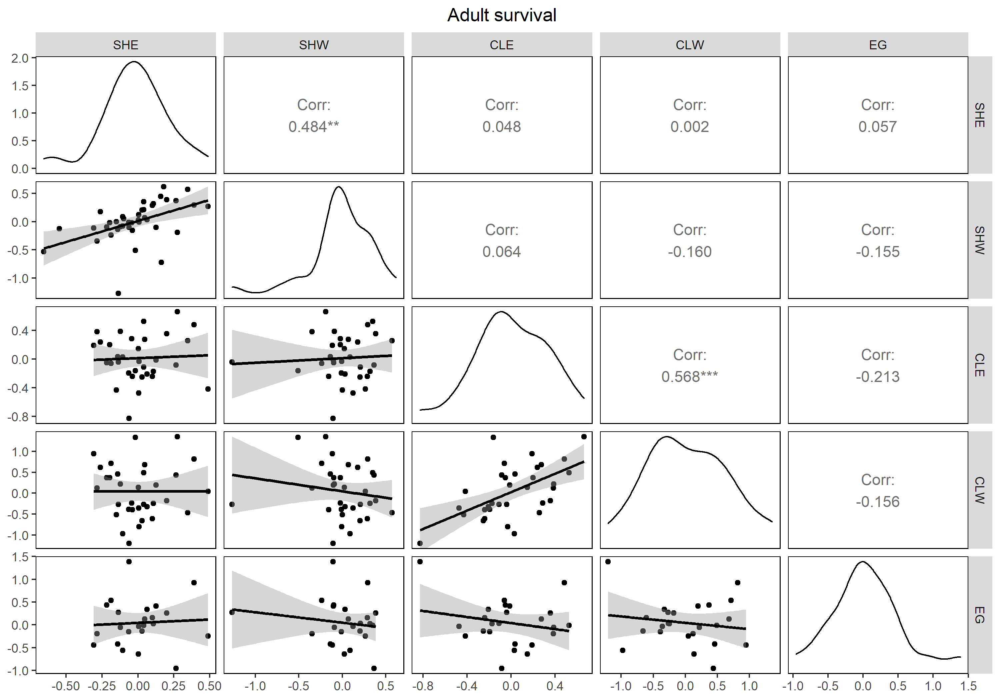 Adult survival
SHE SHW CLE CLW EG
2.0
1.5
1.0
0.5
0.0
Corr:
0.484**
Corr:
0.048
Corr:
0.002
Corr:
0.057
SHE
0.5
0.0
-0.5
-1.0
Corr:
0.064
Corr:
-0.160
Corr:
-0.155
SHW
0.4
0.0
-0.4
-0.8
Corr:
0.568***
Corr:
-0.213
CLE
1.0
0.5
0.0
-0.5
-1.0
Corr:
-0.156
CLW
1.5
1.0
0.5
0.0
-0.5
-1.0
EG
-0.50 -0.25 0.00 0.25 0.50
-1.0 -0.5 0.0 0.5
-0.8 -0.4 0.0 0.4
-1.0 -0.5 0.0 0.5 1.0
-1.0 -0.5 0.0 0.5 1.0 1.5